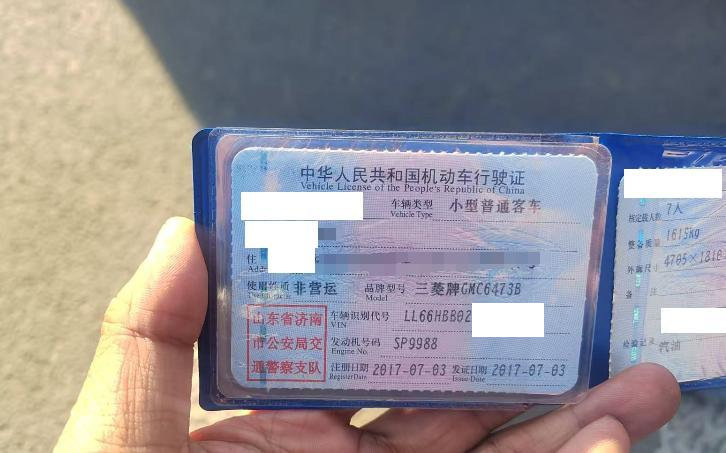 中华人民共和国机动车行驶证
Vehicle License of the People's Republic of China
车辆类型 小型普通客车
Vehicle Type
住
使用性质 非营运 品牌型号 三菱牌GMC6473B
Model
山东省济南
市公安局交
通警察支队
车辆识别代号 LL66HBB02
VIN
发动机号码 SP9988
Engine No.
注册日期 2017-07-03 发证日期 2017-07-03
Register Date Issue Date
核定载人数 7人
整备质量 1615kg
外廓尺寸 4705×1810
备 注
检验记录 汽油